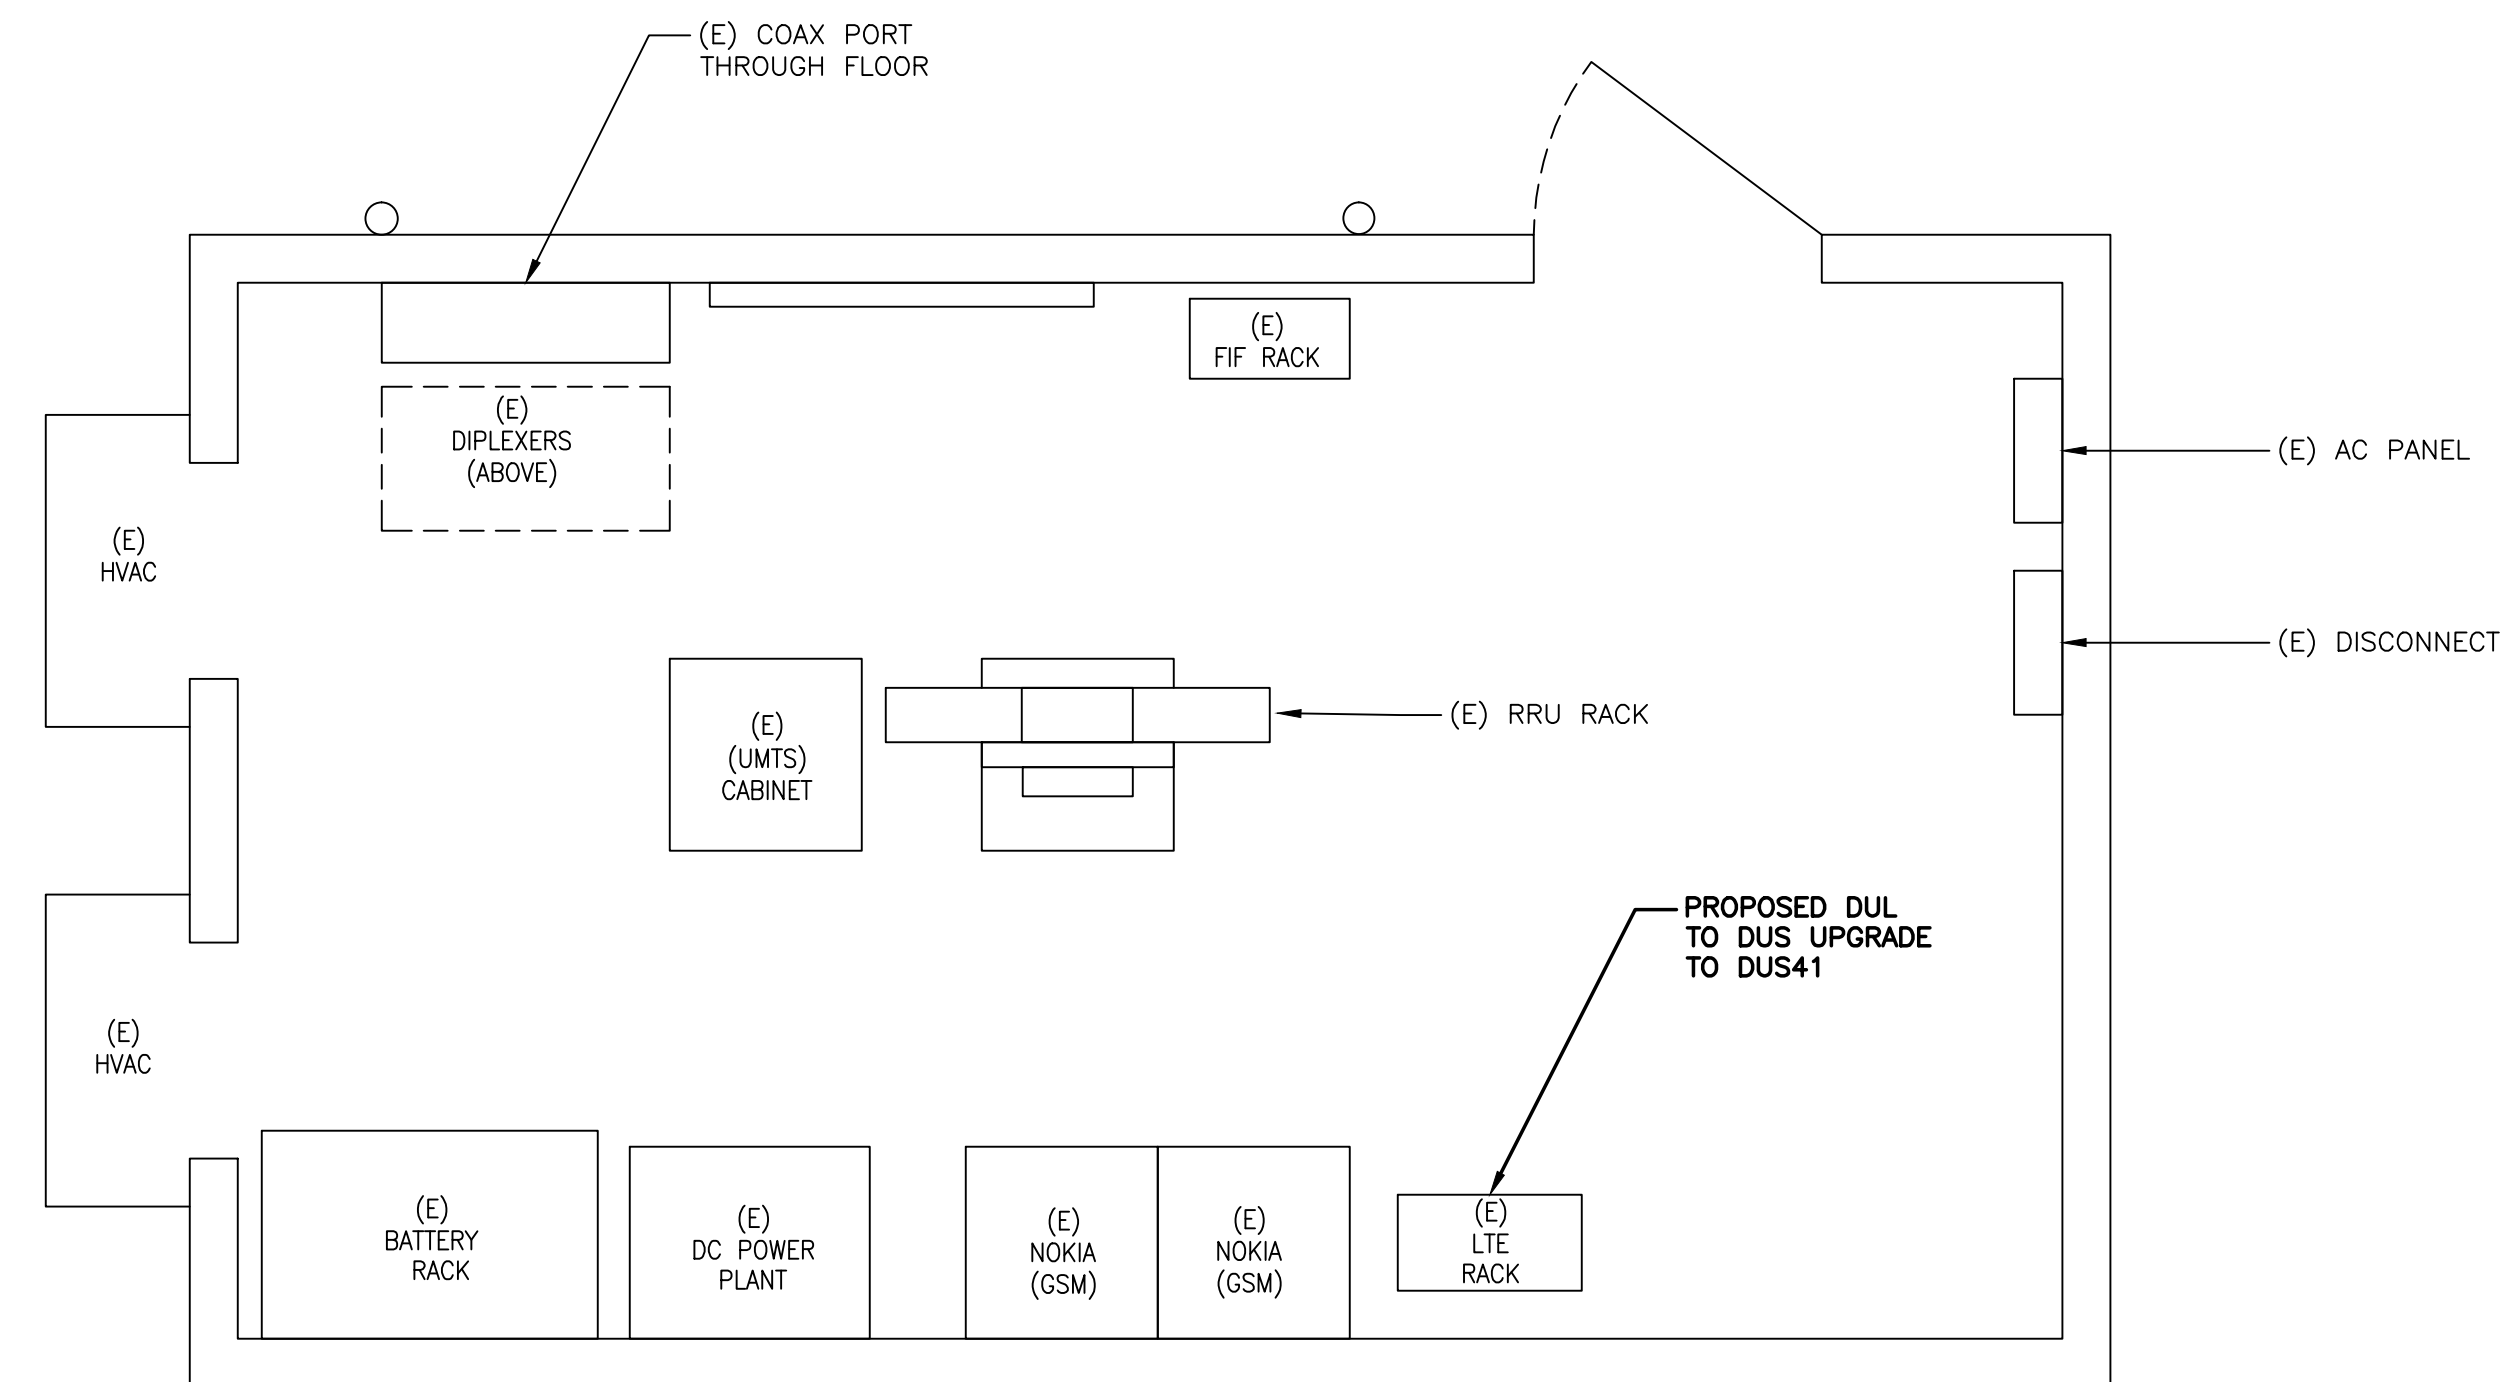 (E) COAX PORT
THROUGH FLOOR
(E)
FIF RACK
(E)
DIPLEXERS
(ABOVE)
(E) AC PANEL
(E)
HVAC
(E) DISCONNECT
(E) RRU RACK
(E)
(UMTS)
CABINET
PROPOSED DUL
TO DUS UPGRADE
TO DUS41
(E)
HVAC
(E)
BATTERY
RACK
(E)
DC POWER
PLANT
(E)
NOKIA
(GSM)
(E)
NOKIA
(GSM)
(E)
LTE
RACK